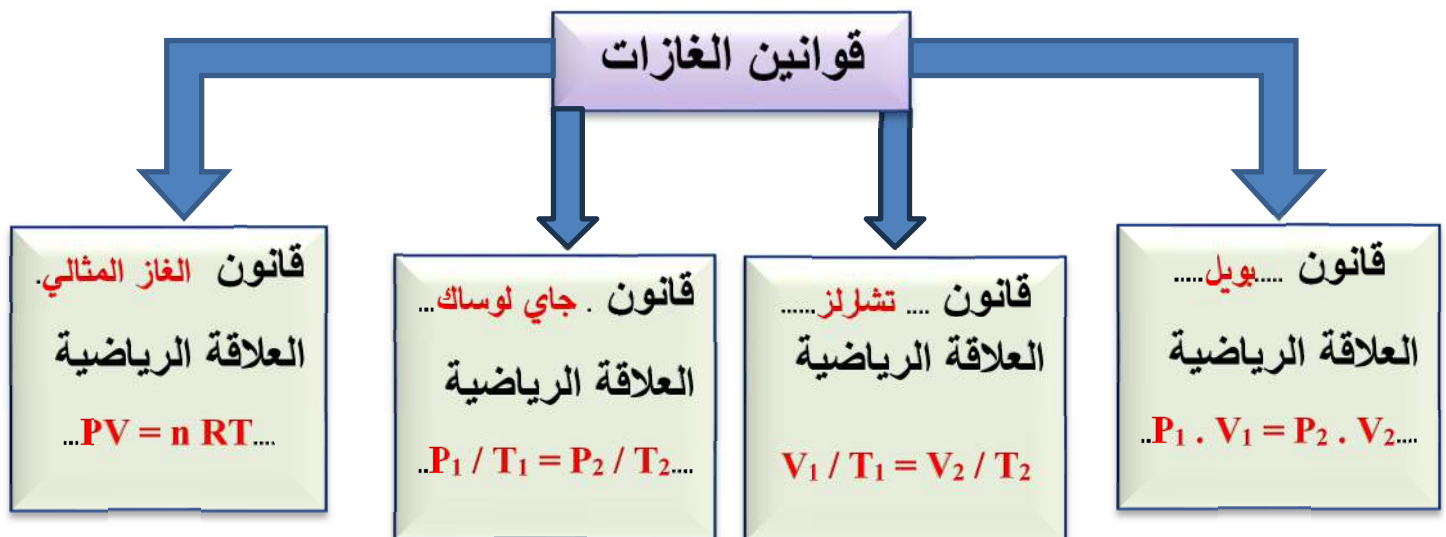 قوانين الغازات
قانون .....بويل.....
العلاقة الرياضية
..P₁ . V₁ = P₂ . V₂....
قانون .... تشارلز......
العلاقة الرياضية
V₁ / T₁ = V₂ / T₂
قانون . جاي لوساك...
العلاقة الرياضية
..P₁ / T₁ = P₂ / T₂....
قانون الغاز المثالي.
العلاقة الرياضية
...PV = n RT....